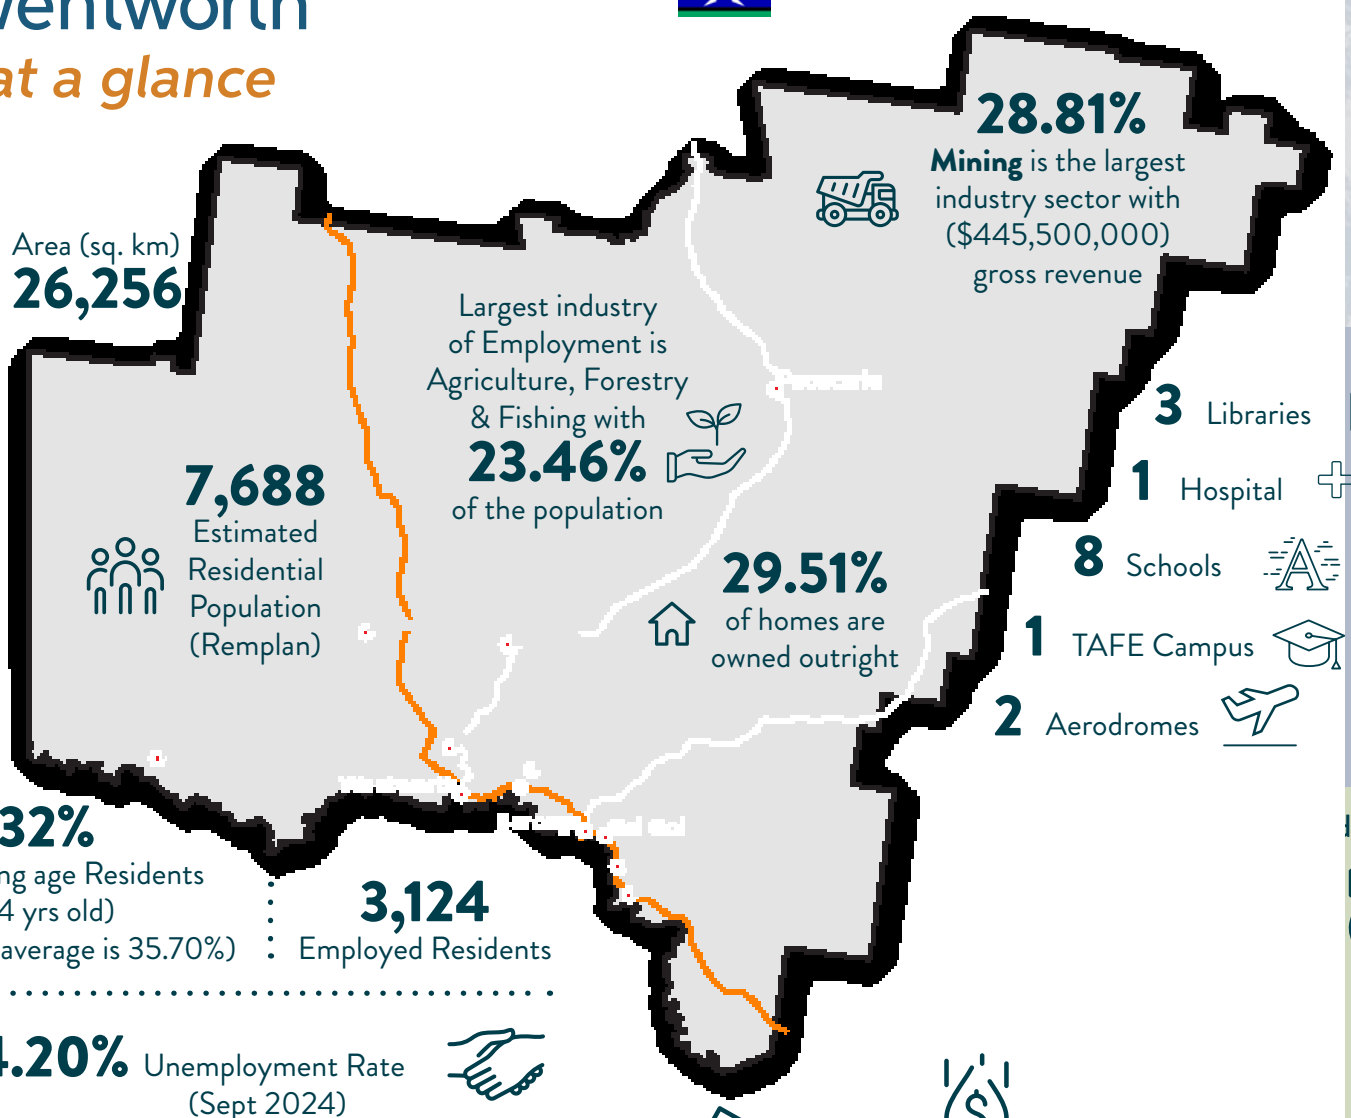 wentworth
at a glance
28.81%
Mining is the largest
industry sector with
($445,500,000)
gross revenue
Area (sq. km)
26,256
Largest industry
of Employment is
Agriculture, Forestry
& Fishing with
23.46%
of the population
7,688
Estimated
Residential
Population
(Remplan)
29.51%
of homes are
owned outright
3 Libraries
1 Hospital
8 Schools
1 TAFE Campus
2 Aerodromes
32%
ng age Residents
4 yrs old)
average is 35.70%)
3,124
Employed Residents
4.20% Unemployment Rate
(Sept 2024)